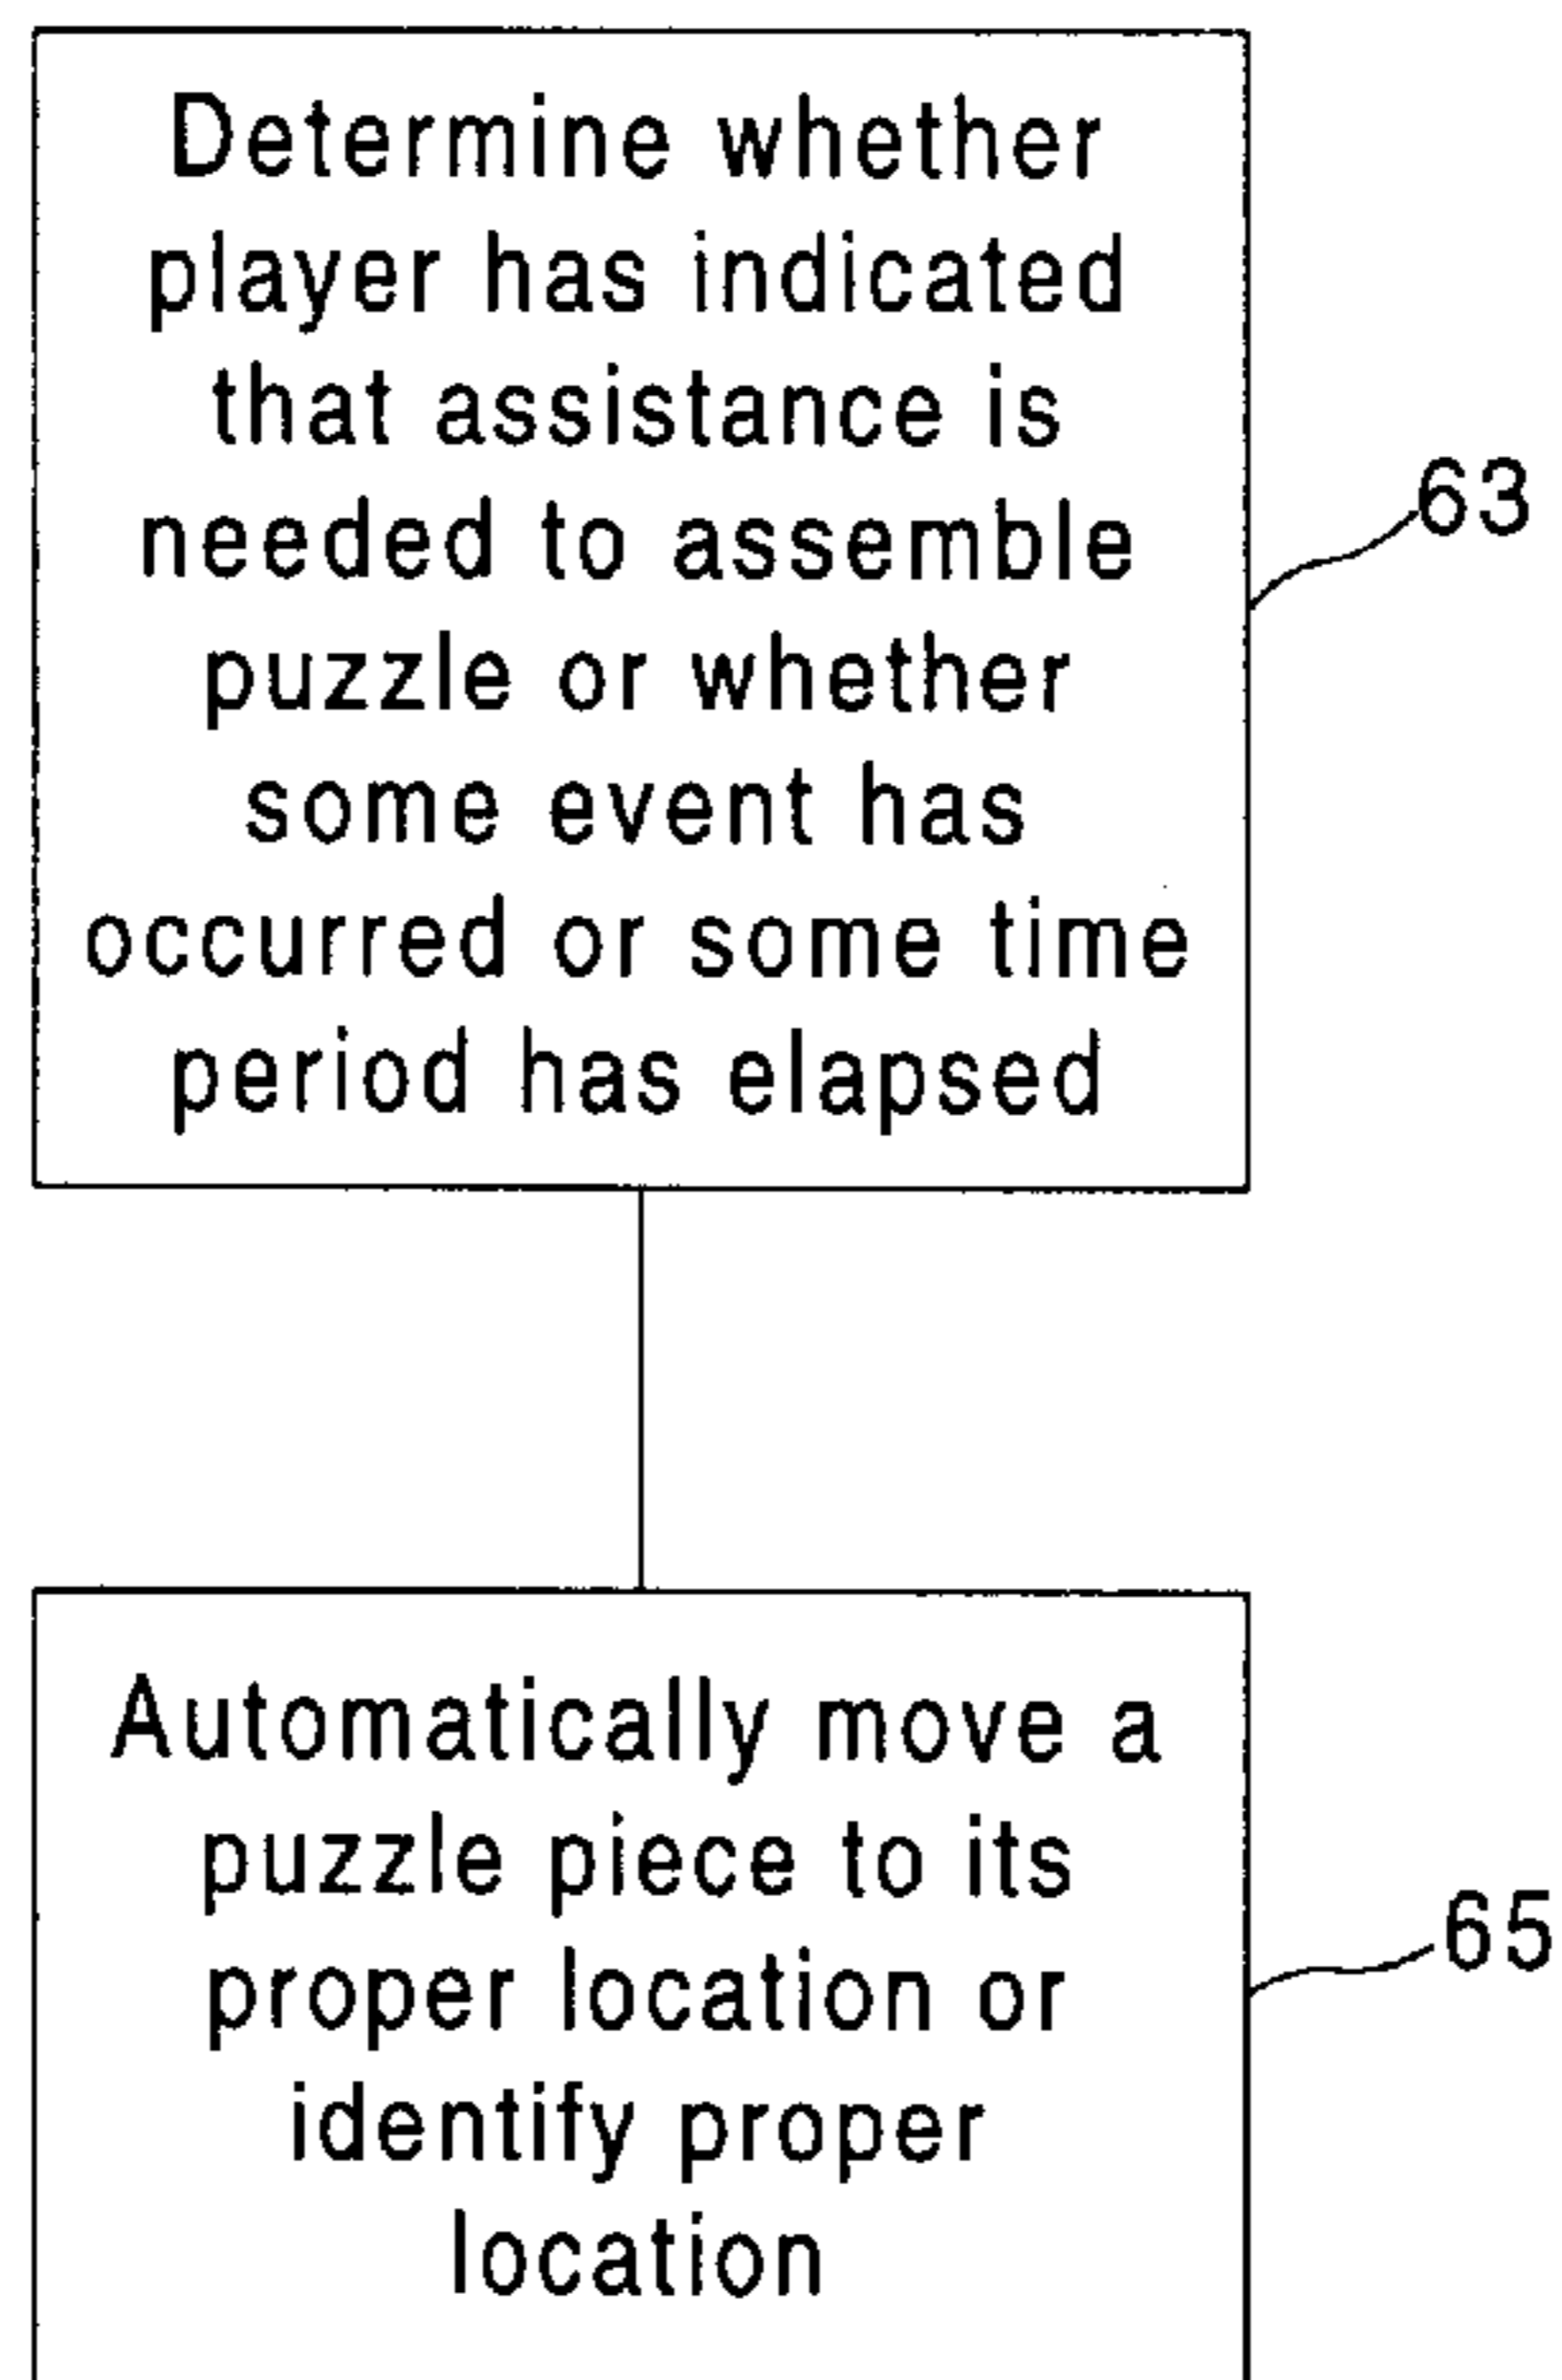 Determine whether
player has indicated
that assistance is
needed to assemble
puzzle or whether
some event has
occurred or some time
period has elapsed
63
Automatically move a
puzzle piece to its
proper location or
identify proper
location
65